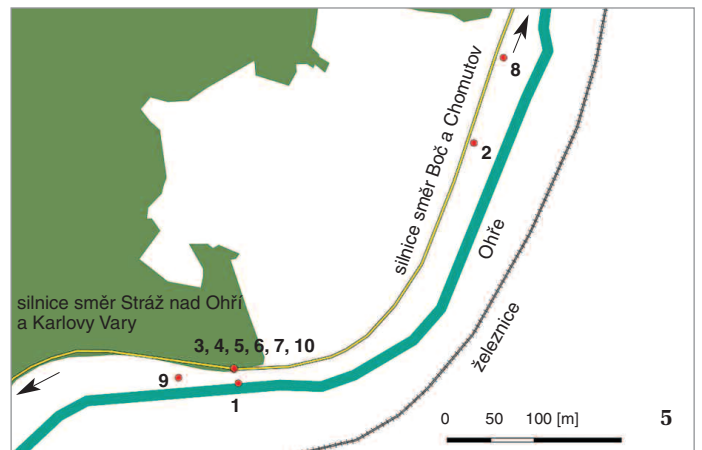 8
2
silnice směr Boč a Chomutov
Ohře
železnice
silnice směr Stráž nad Ohří
a Karlovy Vary
3, 4, 5, 6, 7, 10
9
1
0 50 100 [m]
5